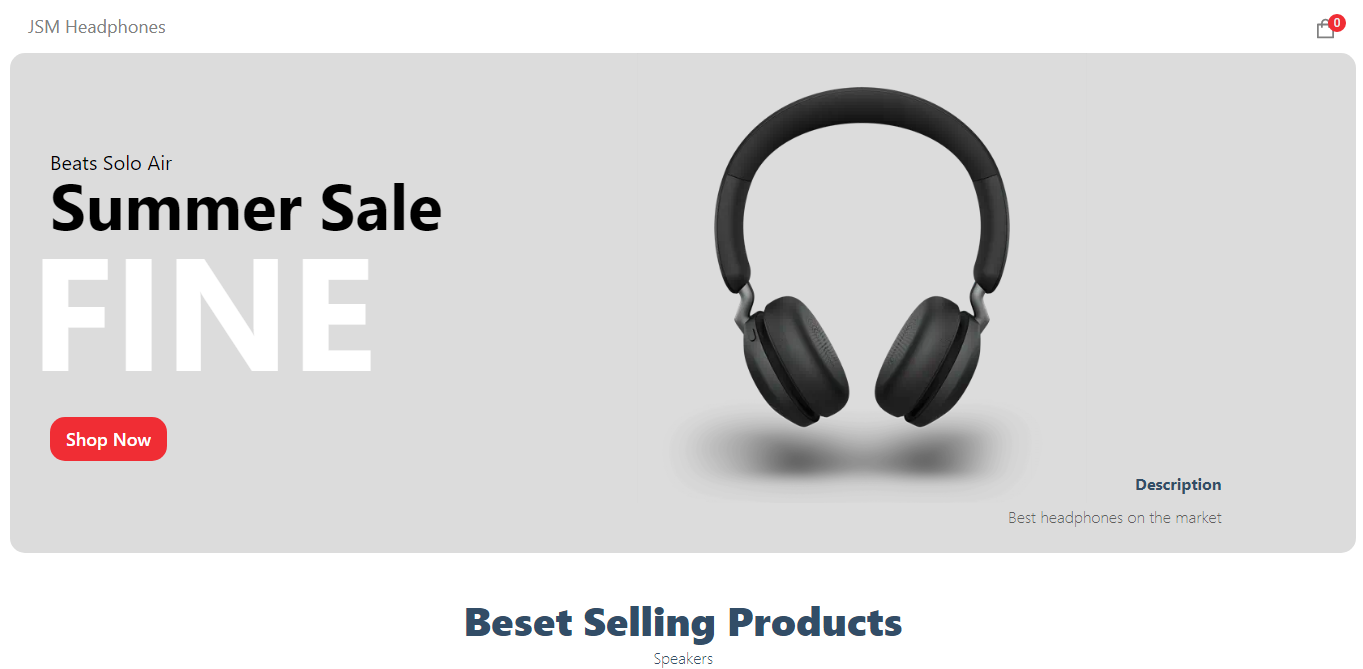 JSM Headphones
0
Beats Solo Air
Summer Sale
FINE
Shop Now
Description
Best headphones on the market
Beset Selling Products
Speakers